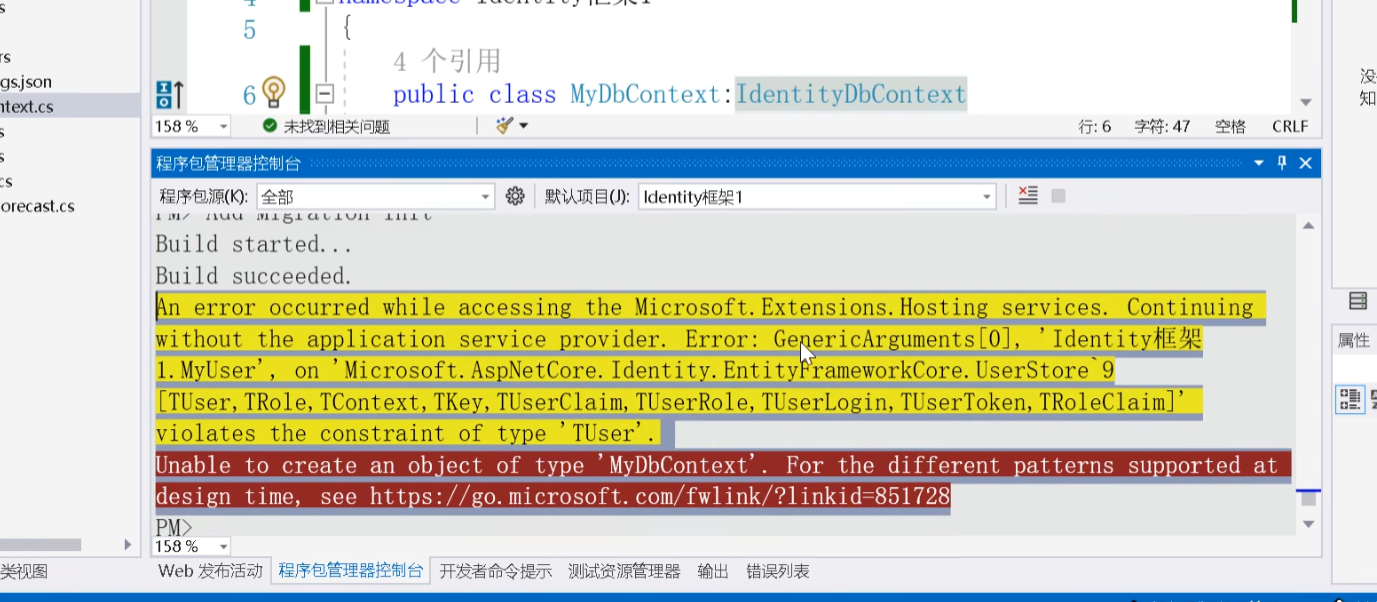 gs.json
ntext.cs
orecast.cs
类视图
4
namespace Identity框架1
5
{
4 个引用
6
public class MyDbContext:IdentityDbContext
158 %
未找到相关问题
行: 6 字符: 47 空格 CRLF
程序包管理器控制台
程序包源(K): 全部
默认项目(J): Identity框架1
Build started...
Build succeeded.
An error occurred while accessing the Microsoft.Extensions.Hosting services. Continuing
without the application service provider. Error: GenericArguments[0], 'Identity框架
1.MyUser', on 'Microsoft.AspNetCore.Identity.EntityFrameworkCore.UserStore`9
[TUser,TRole,TContext,TKey,TUserClaim,TUserRole,TUserLogin,TUserToken,TRoleClaim]'
violates the constraint of type 'TUser'.
Unable to create an object of type 'MyDbContext'. For the different patterns supported at
design time, see https://go.microsoft.com/fwlink/?linkid=851728
PM>
158 %
Web 发布活动 程序包管理器控制台 开发者命令提示 测试资源管理器 输出 错误列表
没
知
属性